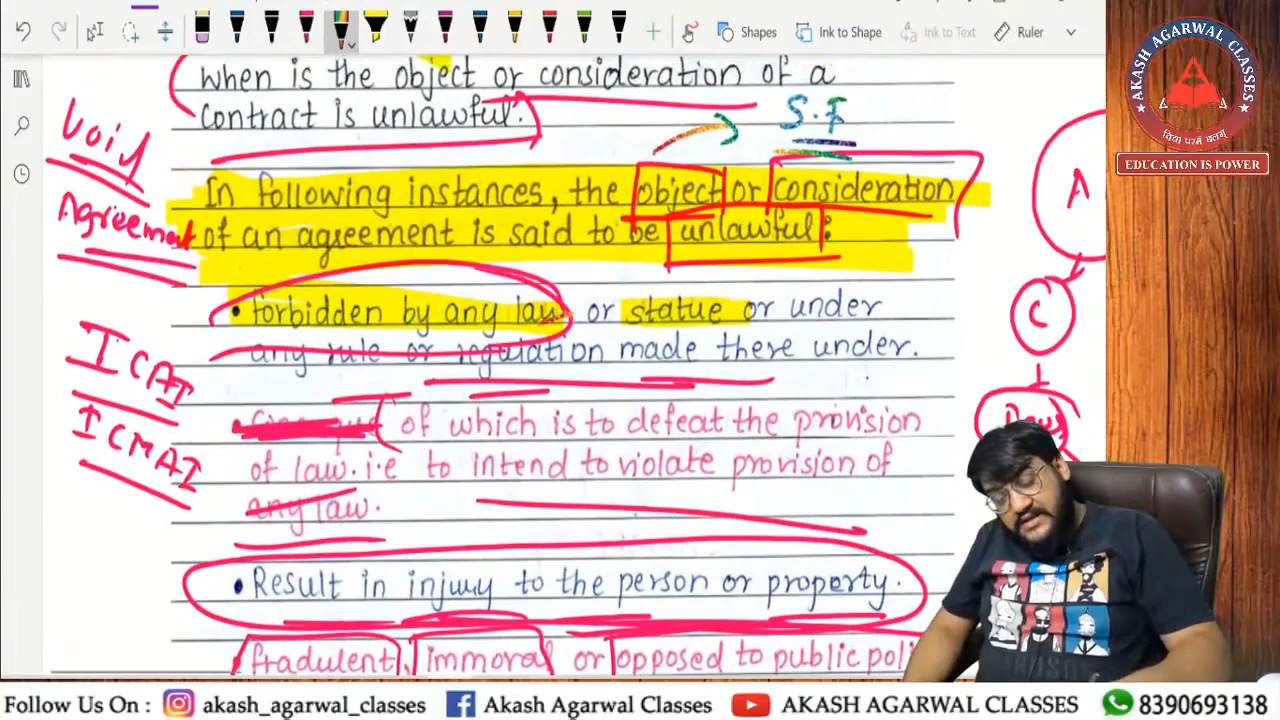 Shapes
Ink to Shape
Ink to Text
Ruler
when is the object or consideration of a
Contract is unlawful.
S.F
Void
Agreement
In following instances, the object or consideration
of an agreement is said to be unlawful:
• forbidden by any law or statue or under
any rule or regulation made there under.
ICAI
ICMAI
of which is to defeat the provision
of law. i.e to intend to violate provision of
any law.
• Result in injury to the person or property.
fradulent, immoral or opposed to public poli
A
C
AKASH AGARWAL CLASSES
विद्या परमं बलम्
EDUCATION IS POWER
Follow Us On : akash_agarwal_classes Akash Agarwal Classes AKASH AGARWAL CLASSES 8390693138